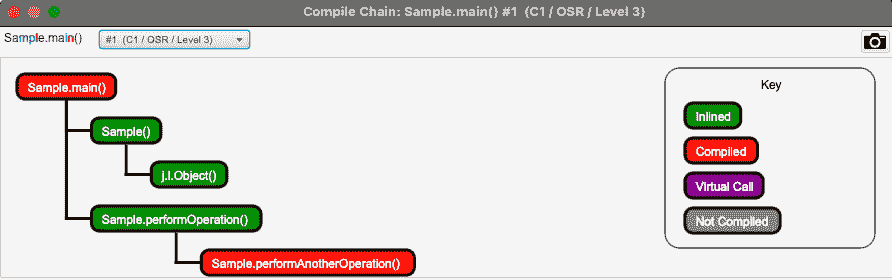 Compile Chain: Sample.main() #1 (C1 / OSR / Level 3)
Sample.main()
#1 (C1 / OSR / Level 3)
Sample.main()
Sample()
j.l.Object()
Sample.performOperation()
Sample.performAnotherOperation()
Key
Inlined
Compiled
Virtual Call
Not Compiled